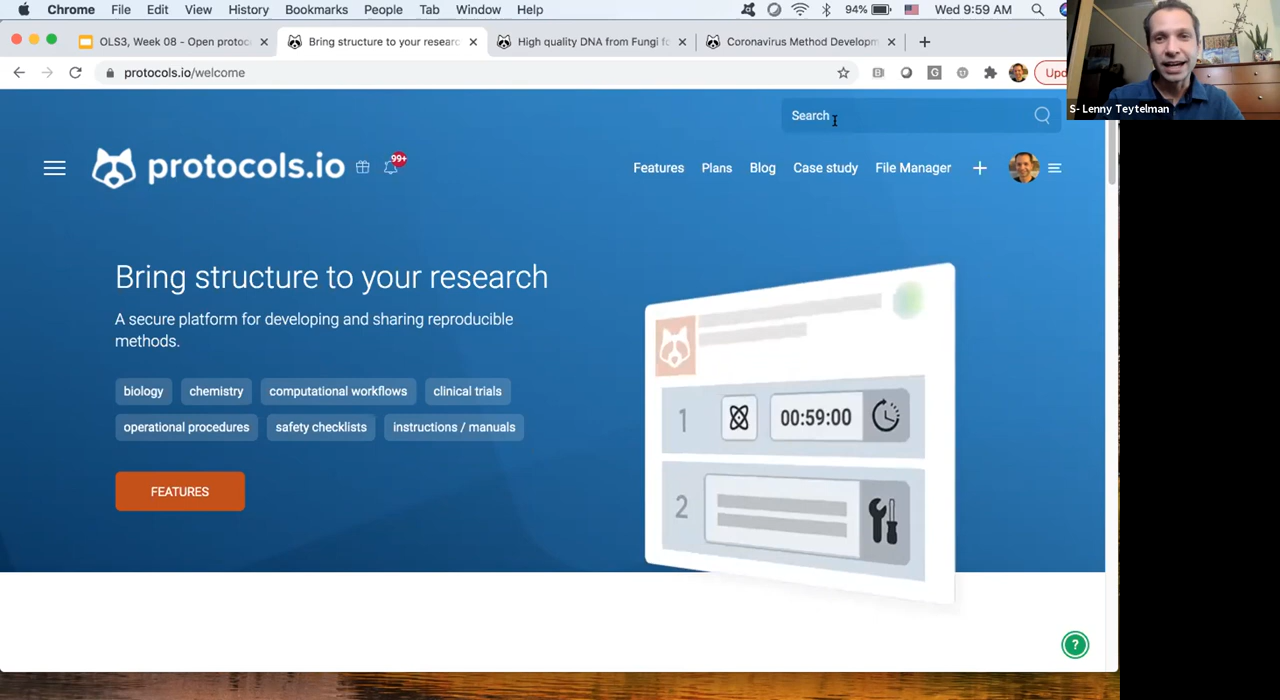 Chrome File Edit View History Bookmarks People Tab Window Help 94% Wed 9:59 AM
OLS3, Week 08 - Open protoc
Bring structure to your researc
High quality DNA from Fungi fo
Coronavirus Method Developm
protocols.io/welcome
Upd
S- Lenny Teytelman
Search
protocols.io
99+
Features Plans Blog Case study File Manager
Bring structure to your research
A secure platform for developing and sharing reproducible
methods.
biology chemistry computational workflows clinical trials
operational procedures safety checklists instructions / manuals
FEATURES
1 00:59:00
2
?